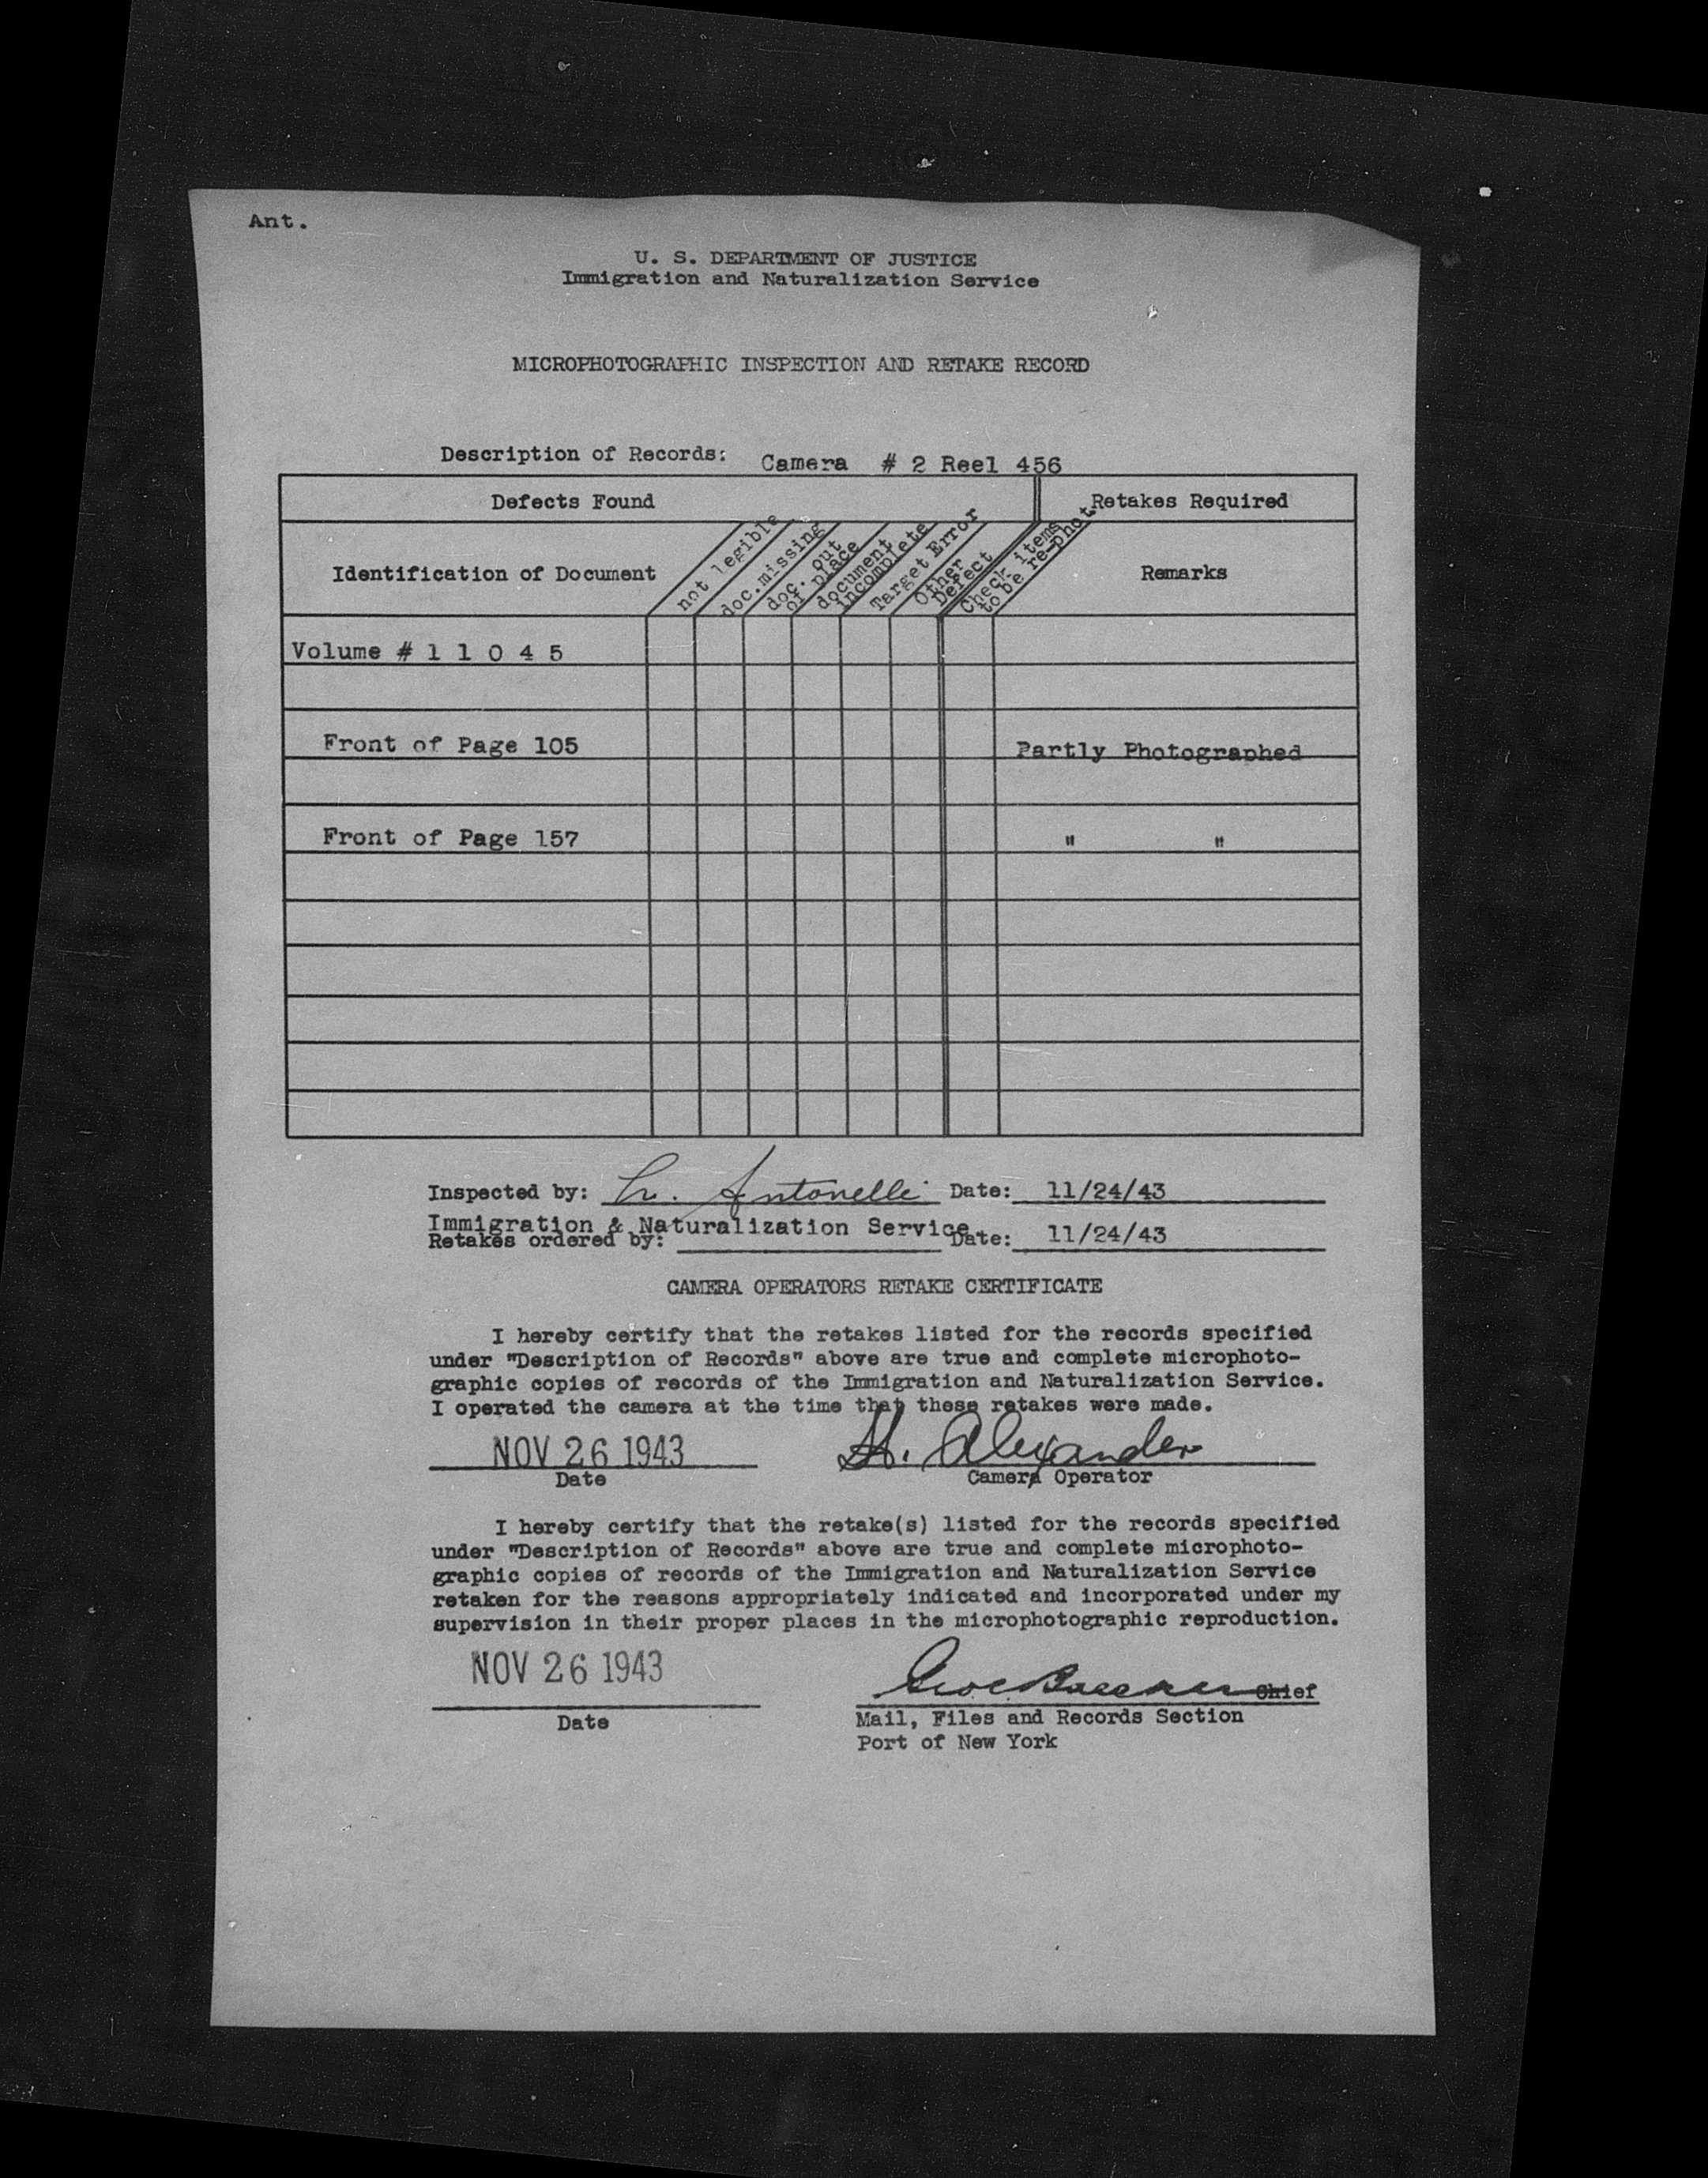 Ant.
U. S. DEPARTMENT OF JUSTICE
Immigration and Naturalization Service
MICROPHOTOGRAPHIC INSPECTION AND RETAKE RECORD
Description of Records: Camera # 2 Reel 456
Defects Found Retakes Required
Identification of Document
not legible
doc.missing
doc. out
of place
document
incomplete
Target Error
Other
Defect
Check items
to be re-phot.
Remarks
Volume # 1 1 0 4 5
Front of Page 105 Partly Photographed
Front of Page 157 " "
Inspected by: Antonelli Date: 11/24/43
Immigration & Naturalization Service
Retakes ordered by: Date: 11/24/43
CAMERA OPERATORS RETAKE CERTIFICATE
I hereby certify that the retakes listed for the records specified
under "Description of Records" above are true and complete microphoto-
graphic copies of records of the Immigration and Naturalization Service.
I operated the camera at the time that these retakes were made.
NOV 26 1943 H. Alexander
Date Camera Operator
I hereby certify that the retake(s) listed for the records specified
under "Description of Records" above are true and complete microphoto-
graphic copies of records of the Immigration and Naturalization Service
retaken for the reasons appropriately indicated and incorporated under my
supervision in their proper places in the microphotographic reproduction.
NOV 26 1943
Chief
Date Mail, Files and Records Section
Port of New York